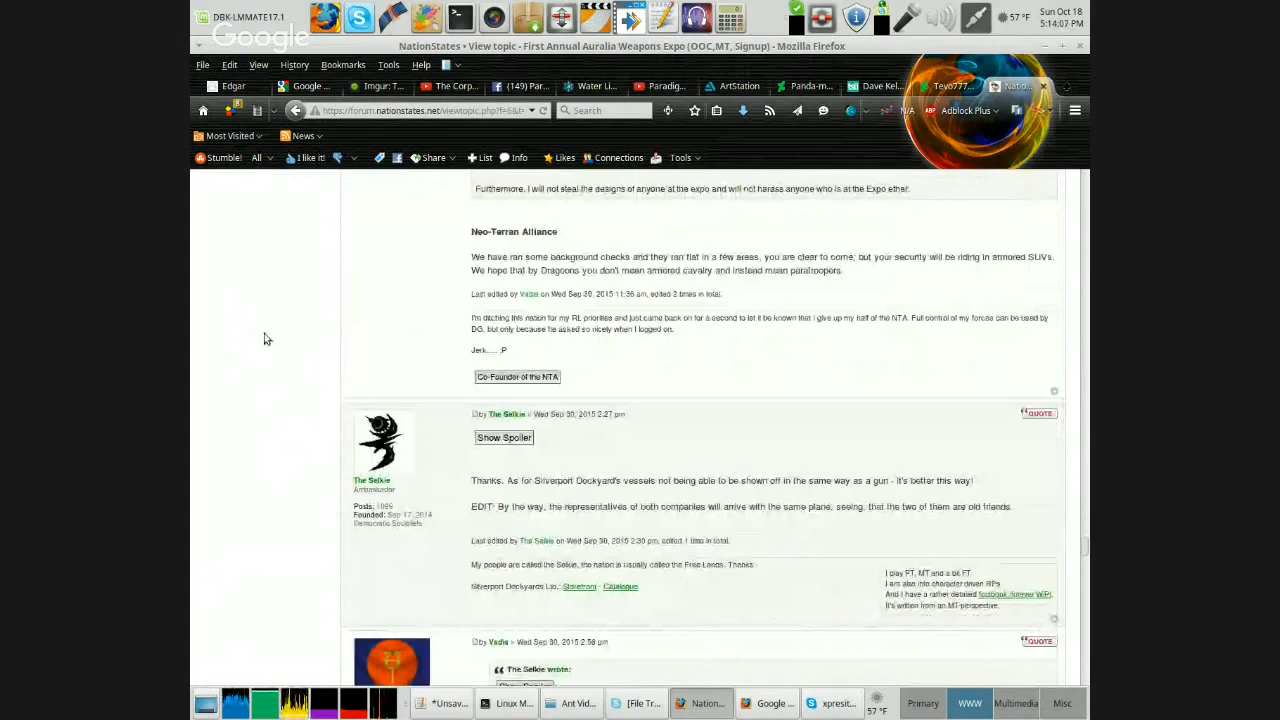 DBK-LMMATE17.1
57 °F
Sun Oct 18
5:14:07 PM
Google
NationStates • View topic - First Annual Auralia Weapons Expo (OOC,MT, Signup) - Mozilla Firefox
File Edit View History Bookmarks Tools Help
Edgar
Google ...
Imgur: T...
The Corp...
(149) Par...
Water Li...
Paradig...
ArtStation
Panda-m...
Dave Kel...
Tevo777...
Natio...
https://forum.nationstates.net/viewtopic.php?f=6&t=
Search
N/A
Adblock Plus
Most Visited News
Stumble! All I like it! Share List Info Likes Connections Tools
Furthermore, I will not steal the designs of anyone at the expo and will not harass anyone who is at the Expo either.
Neo-Terran Alliance
We have ran some background checks and they ran flat in a few areas, you are clear to come, but your security will be riding in armored SUVs.
We hope that by Dragoons you don't mean armored cavalry and instead mean paratroopers.
Last edited by Vadis on Wed Sep 30, 2015 11:36 am, edited 2 times in total.
I'm ditching this nation for my RL priorities and just came back on for a second to let it be known that I give up my half of the NTA. Full control of my forces can be used by
DG, but only because he asked so nicely when I logged on.
Jerk..... :P
Co-Founder of the NTA
by The Selkie » Wed Sep 30, 2015 2:27 pm
QUOTE
Show Spoiler
The Selkie
Ambassador
Posts: 1099
Founded: Sep 17, 2014
Democratic Socialists
Thanks. As for Silverport Dockyard's vessels not being able to be shown off in the same way as a gun - it's better this way!
EDIT: By the way, the representatives of both companies will arrive with the same plane, seeing, that the two of them are old friends.
Last edited by The Selkie on Wed Sep 30, 2015 2:30 pm, edited 1 time in total.
My people are called the Selkie, the nation is usually called the Free Lands. Thanks.
Silverport Dockyards Ltd.: Storefront - Catalogue
I play PT, MT and a bit FT
I am also into character driven RPs
And I have a rather detailed factbook (forever WIP).
It's written from an MT-perspective.
by Vadis » Wed Sep 30, 2015 2:58 pm
QUOTE
The Selkie wrote:
*Unsav...
Linux M...
Ant Vid...
[File Tr...
Nation...
Google ...
xpresit...
57 °F
Primary
WWW
Multimedia
Misc